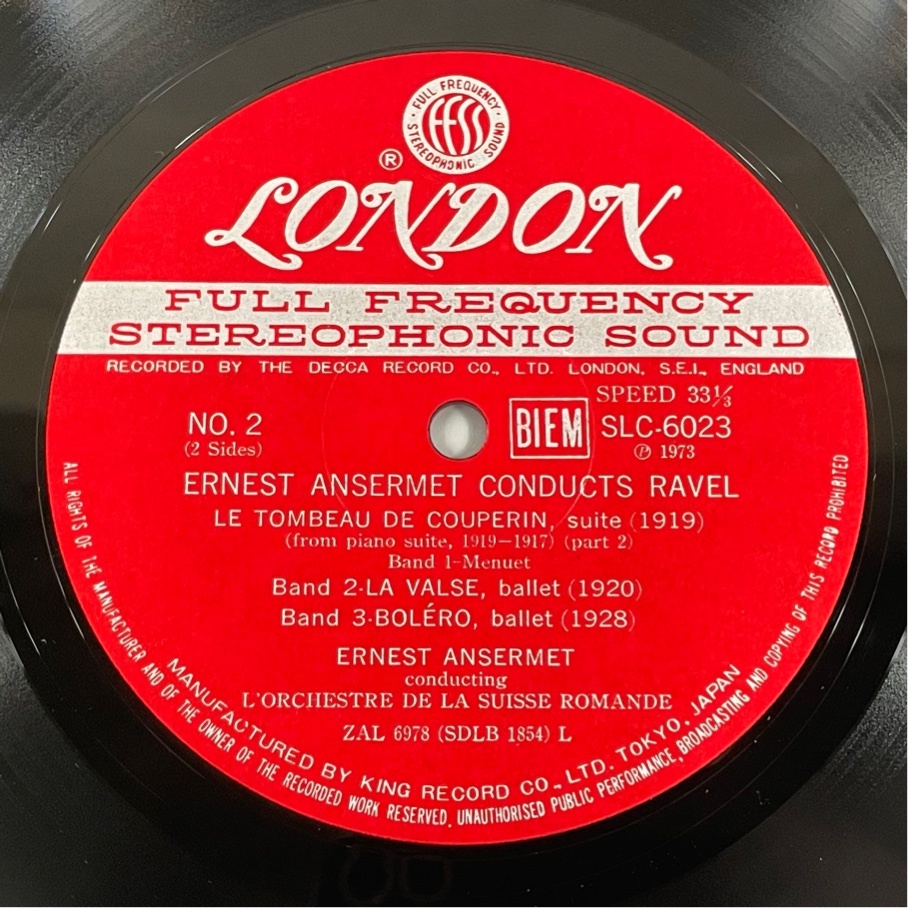 FULL FREQUENCY
FFSS
STEREOPHONIC SOUND
®
LONDON
FULL FREQUENCY
STEREOPHONIC SOUND
RECORDED BY THE DECCA RECORD CO., LTD. LONDON, S.E.I., ENGLAND
SPEED 33⅓
NO. 2
(2 Sides)
BIEM
SLC-6023
℗ 1973
ERNEST ANSERMET CONDUCTS RAVEL
LE TOMBEAU DE COUPERIN, suite (1919)
(from piano suite, 1919–1917) (part 2)
Band 1-Menuet
Band 2-LA VALSE, ballet (1920)
Band 3-BOLÉRO, ballet (1928)
ERNEST ANSERMET
conducting
L'ORCHESTRE DE LA SUISSE ROMANDE
ZAL 6978 (SDLB 1854) L
MANUFACTURED BY KING RECORD CO., LTD. TOKYO, JAPAN
ALL RIGHTS OF THE MANUFACTURER AND OF THE OWNER OF THE RECORDED WORK RESERVED. UNAUTHORISED PUBLIC PERFORMANCE, BROADCASTING AND COPYING OF THIS RECORD PROHIBITED